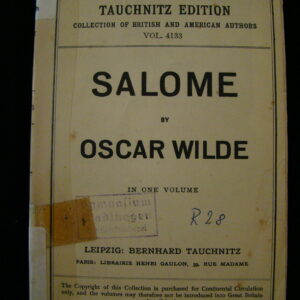 TAUCHNITZ EDITION
COLLECTION OF BRITISH AND AMERICAN AUTHORS
VOL. 4133
SALOME
BY
OSCAR WILDE
IN ONE VOLUME
R 28
LEIPZIG: BERNHARD TAUCHNITZ
PARIS: LIBRAIRIE HENRI GAULON, 39, RUE MADAME
The Copyright of this Collection is purchased for Continental Circulation
only, and the volumes may therefore not be introduced into Great Britain